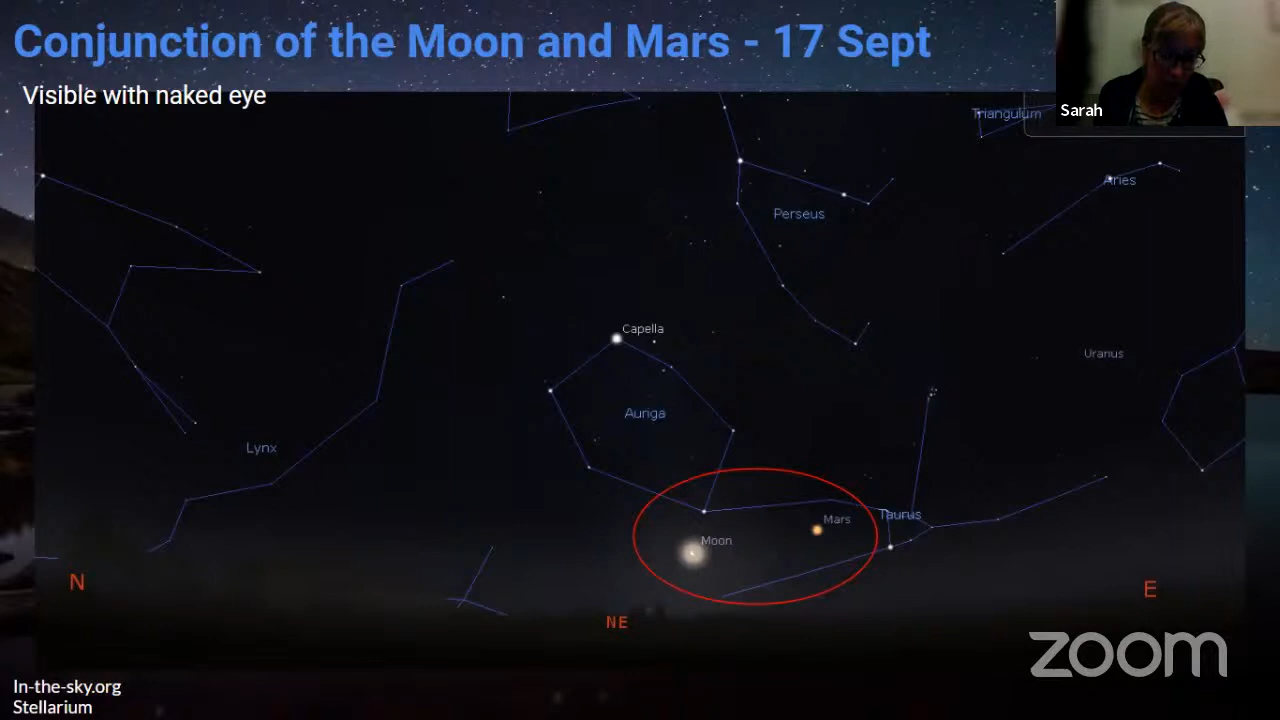 Conjunction of the Moon and Mars - 17 Sept
Visible with naked eye
Sarah
Triangulum
Aries
Perseus
Capella
Uranus
Auriga
Lynx
Taurus
Mars
Moon
N
E
NE
zoom
In-the-sky.org
Stellarium